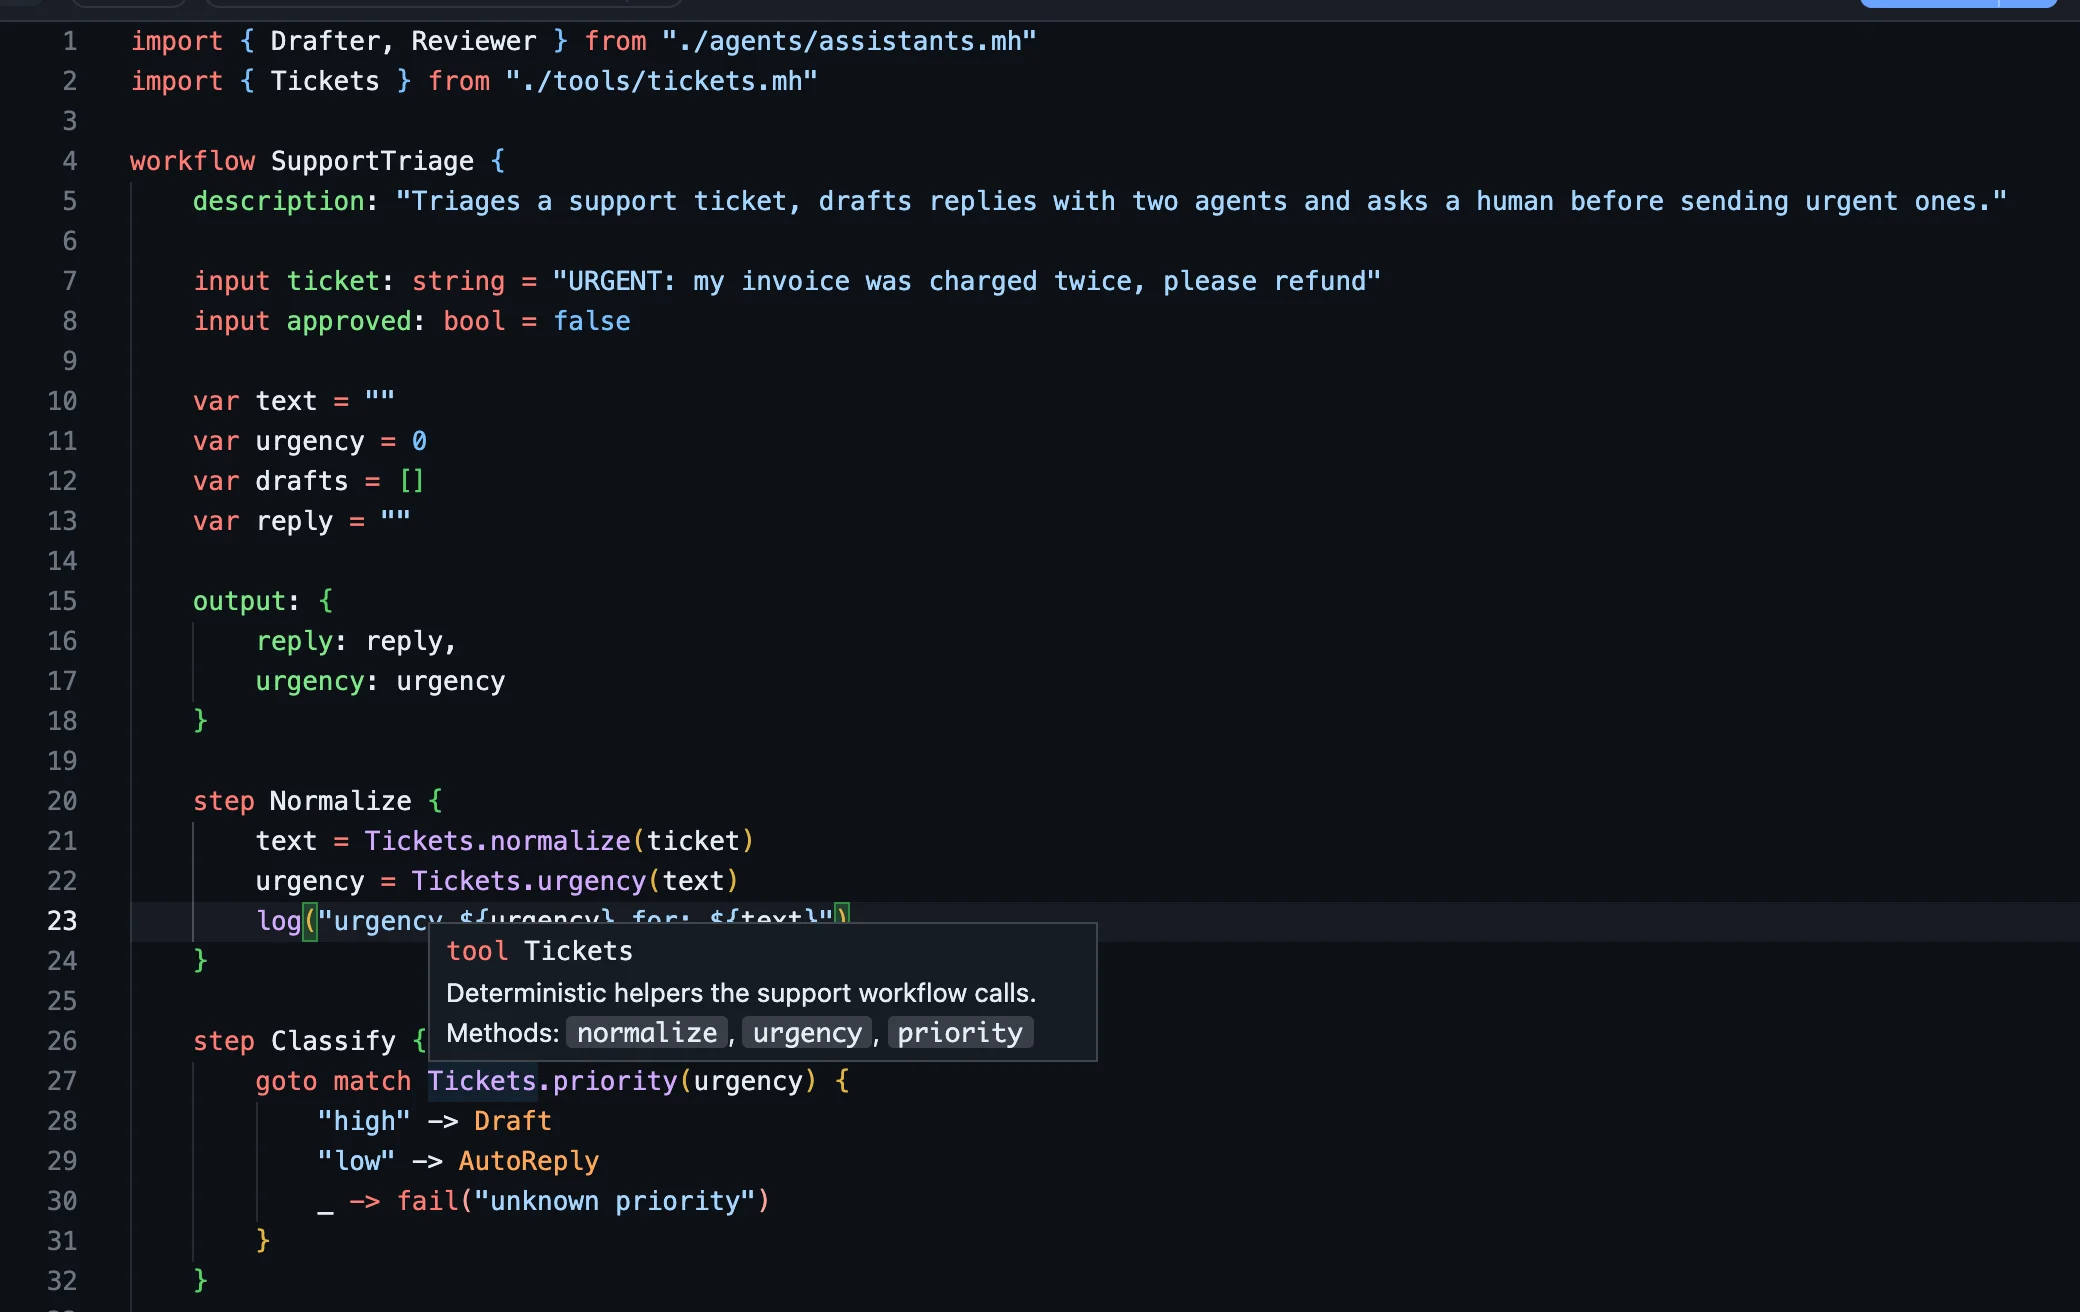 1 import { Drafter, Reviewer } from "./agents/assistants.mh"
2 import { Tickets } from "./tools/tickets.mh"
3
4 workflow SupportTriage {
5 description: "Triages a support ticket, drafts replies with two agents and asks a human before sending urgent ones."
6
7 input ticket: string = "URGENT: my invoice was charged twice, please refund"
8 input approved: bool = false
9
10 var text = ""
11 var urgency = 0
12 var drafts = []
13 var reply = ""
14
15 output: {
16 reply: reply,
17 urgency: urgency
18 }
19
20 step Normalize {
21 text = Tickets.normalize(ticket)
22 urgency = Tickets.urgency(text)
23 log("urgency ${urgency} for: ${text}")
tool Tickets
Deterministic helpers the support workflow calls.
Methods: normalize, urgency, priority
24 }
25
26 step Classify {
27 goto match Tickets.priority(urgency) {
28 "high" -> Draft
29 "low" -> AutoReply
30 _ -> fail("unknown priority")
31 }
32 }